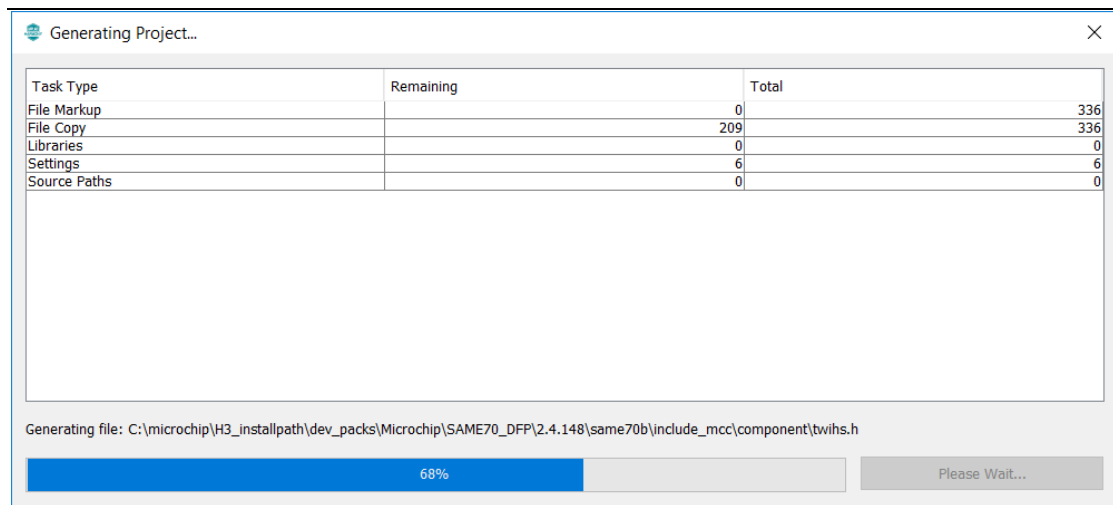 Generating Project...
Task Type Remaining Total
File Markup 0 336
File Copy 209 336
Libraries 0 0
Settings 6 6
Source Paths 0 0
Generating file: C:\microchip\H3_installpath\dev_packs\Microchip\SAME70_DFP\2.4.148\same70b\include_mcc\component\twihs.h
68% Please Wait...